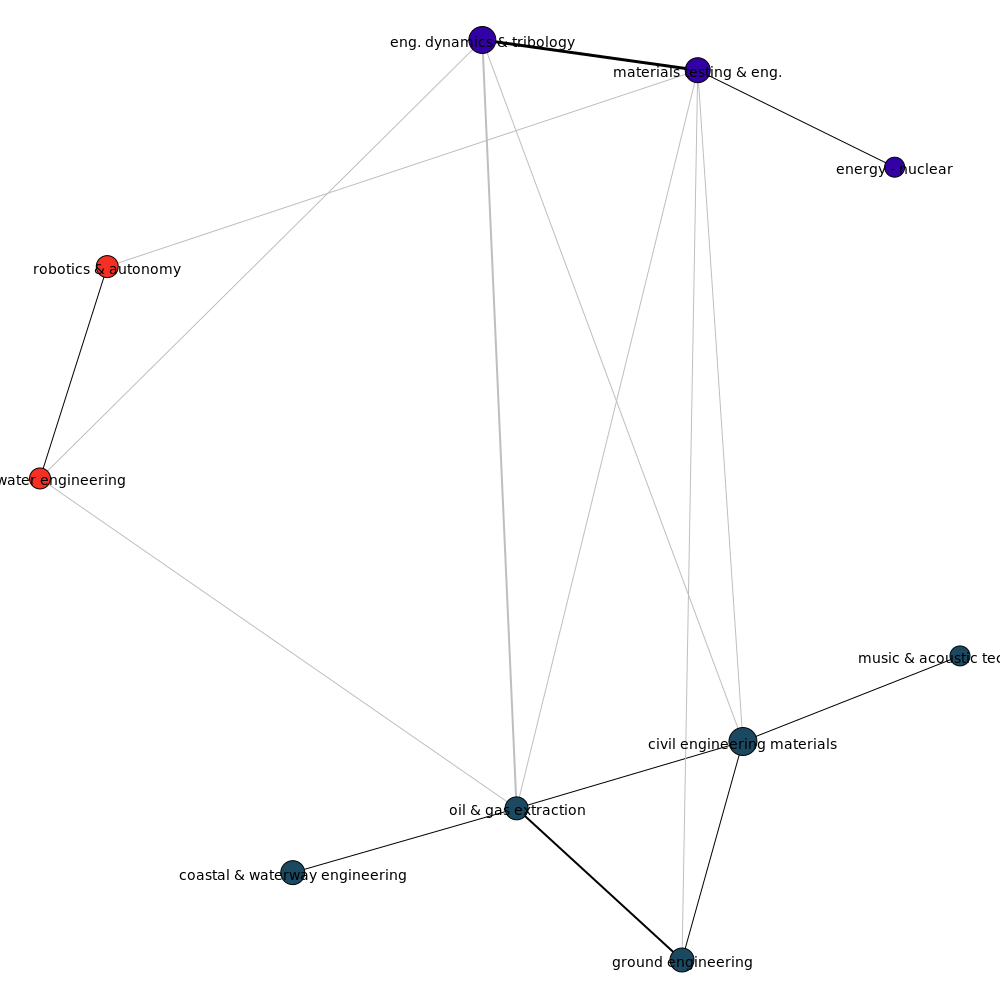 eng. dynamics & tribology
materials testing & eng.
energy - nuclear
robotics & autonomy
water engineering
music & acoustic tec
civil engineering materials
oil & gas extraction
coastal & waterway engineering
ground engineering